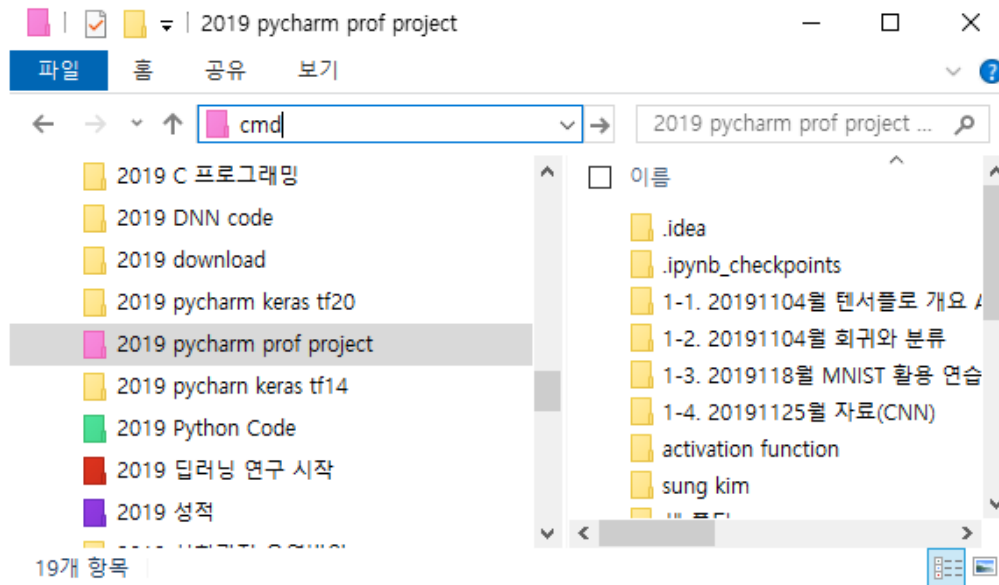 2019 pycharm prof project
파일 홈 공유 보기
cmd
2019 pycharm prof project ...
2019 C 프로그래밍
2019 DNN code
2019 download
2019 pycharm keras tf20
2019 pycharm prof project
2019 pycharn keras tf14
2019 Python Code
2019 딥러닝 연구 시작
2019 성적
이름
.idea
.ipynb_checkpoints
1-1. 20191104월 텐서플로 개요
1-2. 20191104월 회귀와 분류
1-3. 2019118월 MNIST 활용 연습
1-4. 20191125월 자료(CNN)
activation function
sung kim
19개 항목